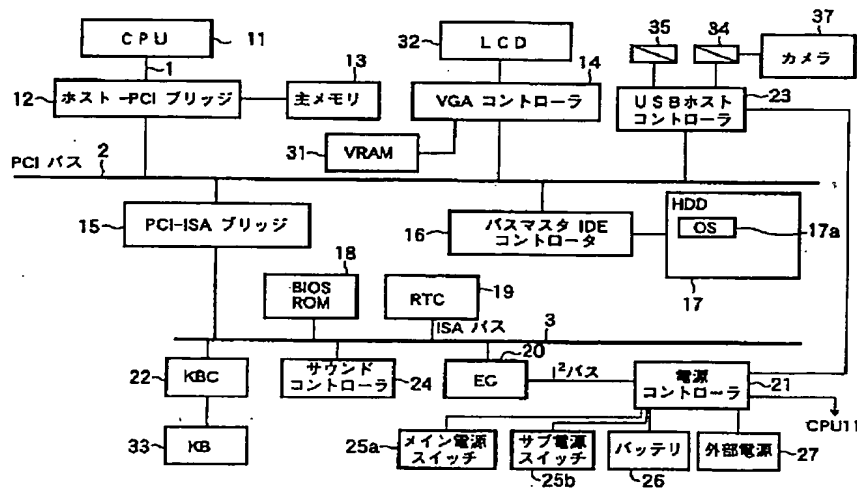 CPU
11
1
12
ホスト-PCI ブリッジ
13
主メモリ
32
LCD
14
VGA コントローラ
31
VRAM
35
34
37
カメラ
USBホスト
コントローラ
23
PCI バス
2
15
PCI-ISA ブリッジ
16
バスマスタ IDE
コントロータ
HDD
OS
17a
17
18
BIOS
ROM
RTC
19
ISA バス
3
22
KBC
サウンド
コントローラ
24
20
EC
I²バス
電源
コントローラ
21
CPU11
33
KB
25a
メイン電源
スイッチ
サブ電源
スイッチ
25b
バッテリ
26
外部電源
27